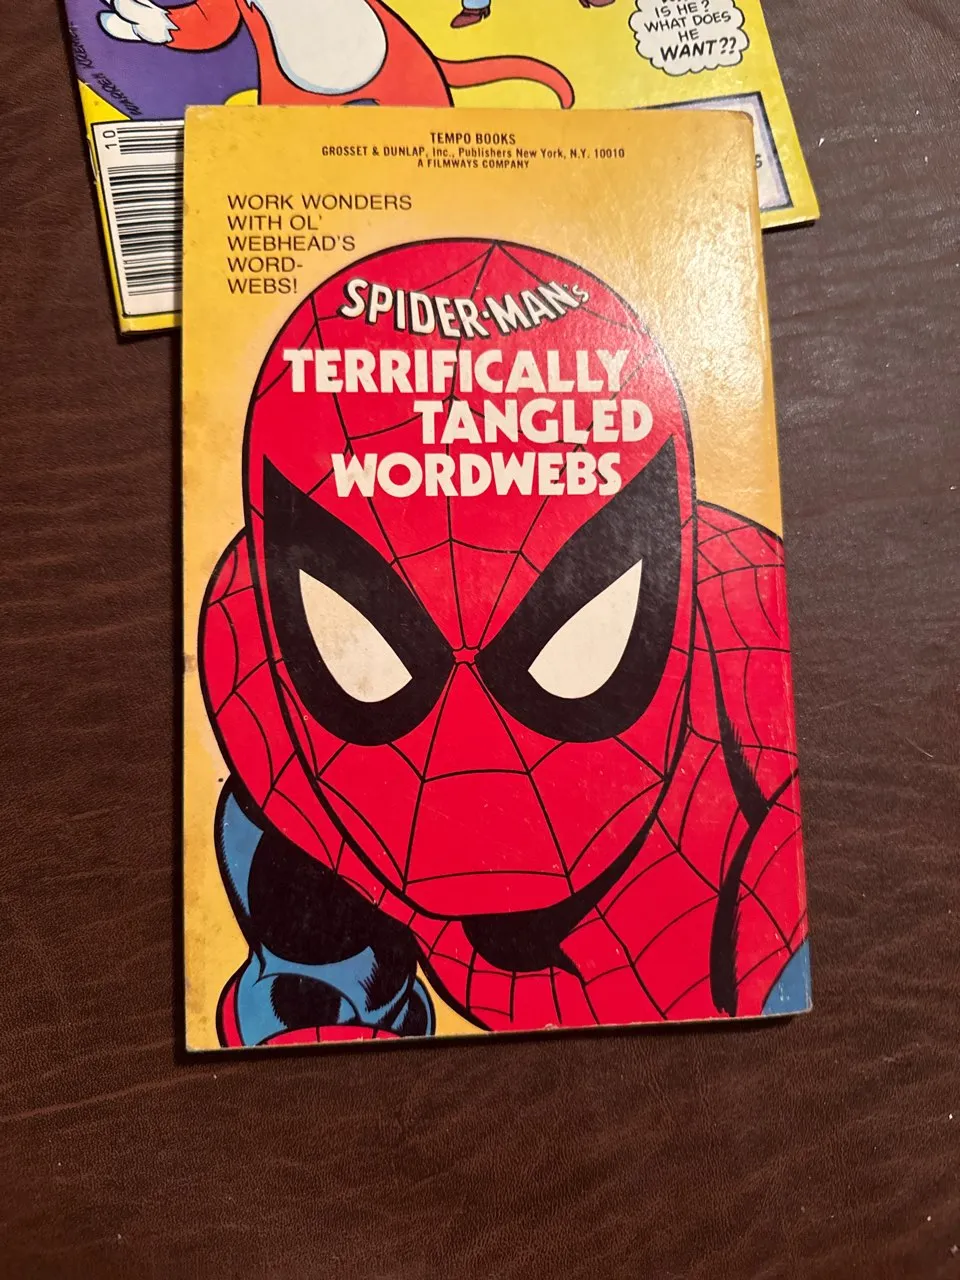 IS HE?
WHAT DOES
HE
WANT??
10
TEMPO BOOKS
GROSSET & DUNLAP, Inc., Publishers New York, N.Y. 10010
A FILMWAYS COMPANY
WORK WONDERS
WITH OL'
WEBHEAD'S
WORD-
WEBS!
SPIDER-MAN's
TERRIFICALLY
TANGLED
WORDWEBS